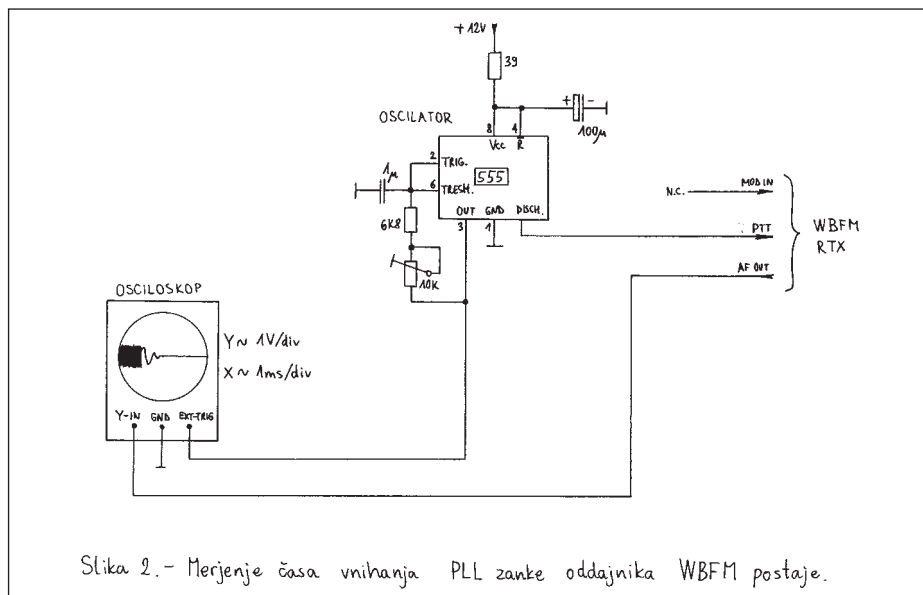 +12V
39
OSCILATOR
+ -
100μ
8 4
Vcc R
1μ
2 TRIG.
555
6 TRESH.
OUT GND DISCH.
3 1
6K8
10K
N.C. MOD IN
PTT
AF OUT
WBFM
RTX
OSCILOSKOP
Y ~ 1V/div
X ~ 1ms/div
Y-IN GND EXT-TRIG
Slika 2.- Merjenje časa vnihanja PLL zanke oddajnika WBFM postaje.